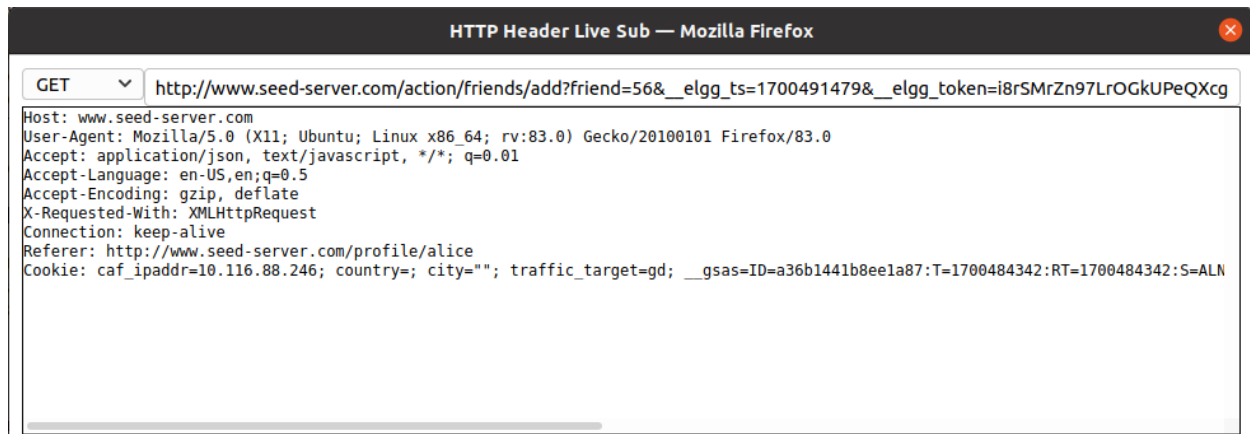 HTTP Header Live Sub — Mozilla Firefox
GET http://www.seed-server.com/action/friends/add?friend=56&__elgg_ts=1700491479&__elgg_token=i8rSMrZn97LrOGkUPeQXcg
Host: www.seed-server.com
User-Agent: Mozilla/5.0 (X11; Ubuntu; Linux x86_64; rv:83.0) Gecko/20100101 Firefox/83.0
Accept: application/json, text/javascript, */*; q=0.01
Accept-Language: en-US,en;q=0.5
Accept-Encoding: gzip, deflate
X-Requested-With: XMLHttpRequest
Connection: keep-alive
Referer: http://www.seed-server.com/profile/alice
Cookie: caf_ipaddr=10.116.88.246; country=; city=""; traffic_target=gd; __gsas=ID=a36b1441b8ee1a87:T=1700484342:RT=1700484342:S=ALN